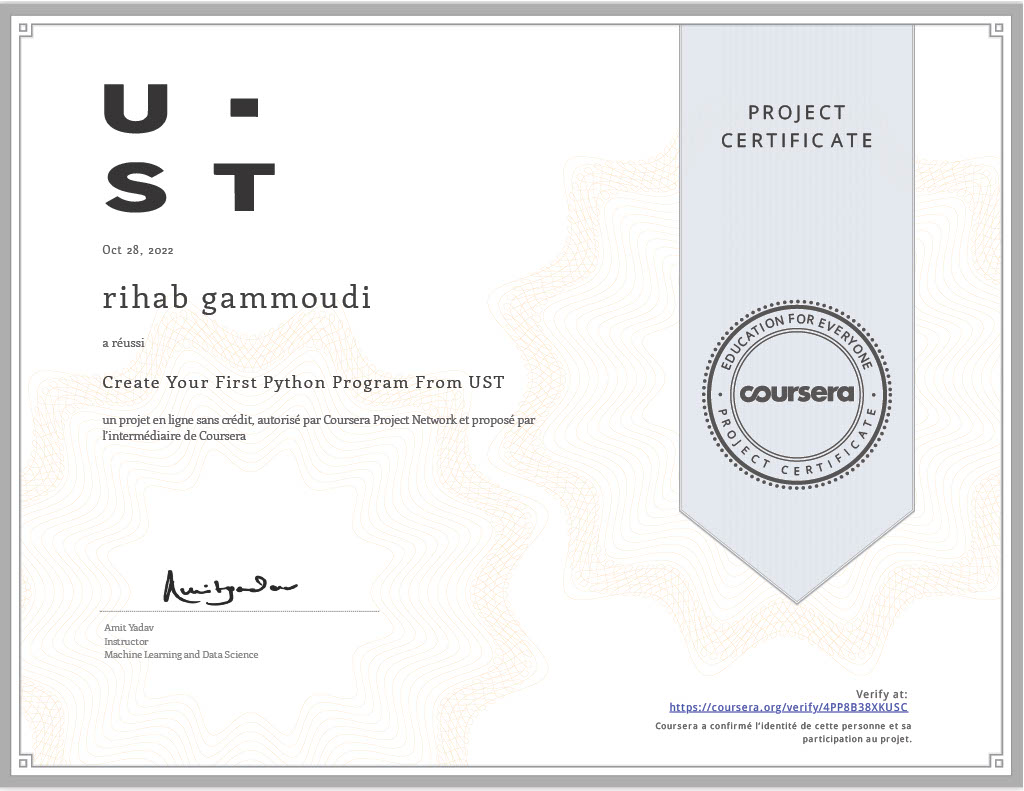 U -
S T
Oct 28, 2022
rihab gammoudi
a réussi
Create Your First Python Program From UST
un projet en ligne sans crédit, autorisé par Coursera Project Network et proposé par
l'intermédiaire de Coursera
Amit Yadav
Amit Yadav
Instructor
Machine Learning and Data Science
PROJECT
CERTIFICATE
EDUCATION FOR EVERYONE
coursera
PROJECT CERTIFICATE
Verify at:
https://coursera.org/verify/4PP8B38XKUSC
Coursera a confirmé l'identité de cette personne et sa
participation au projet.